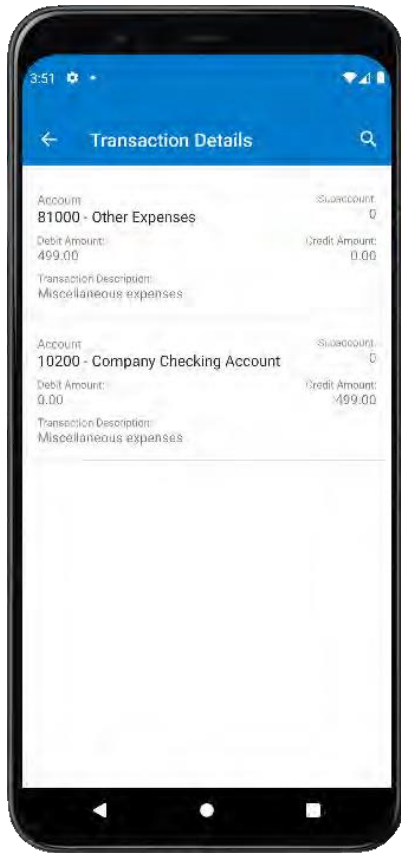 3:51
Transaction Details
Account Subaccount:
81000 - Other Expenses 0
Debit Amount: Credit Amount:
499.00 0.00
Transaction Description:
Miscellaneous expenses
Account Subaccount:
10200 - Company Checking Account 0
Debit Amount: Credit Amount:
0.00 499.00
Transaction Description:
Miscellaneous expenses